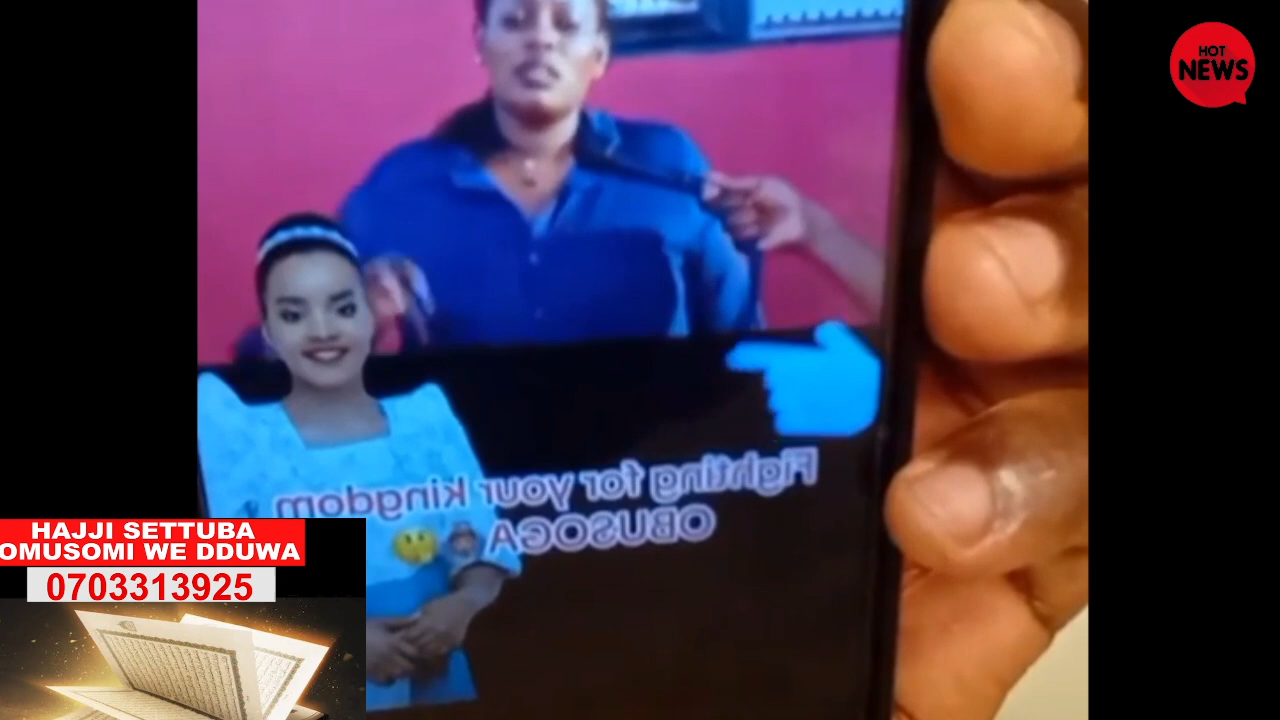 HOT
NEWS
Fighting for your kingdom
OBUSOGA
HAJJI SETTUBA
OMUSOMI WE DDUWA
0703313925